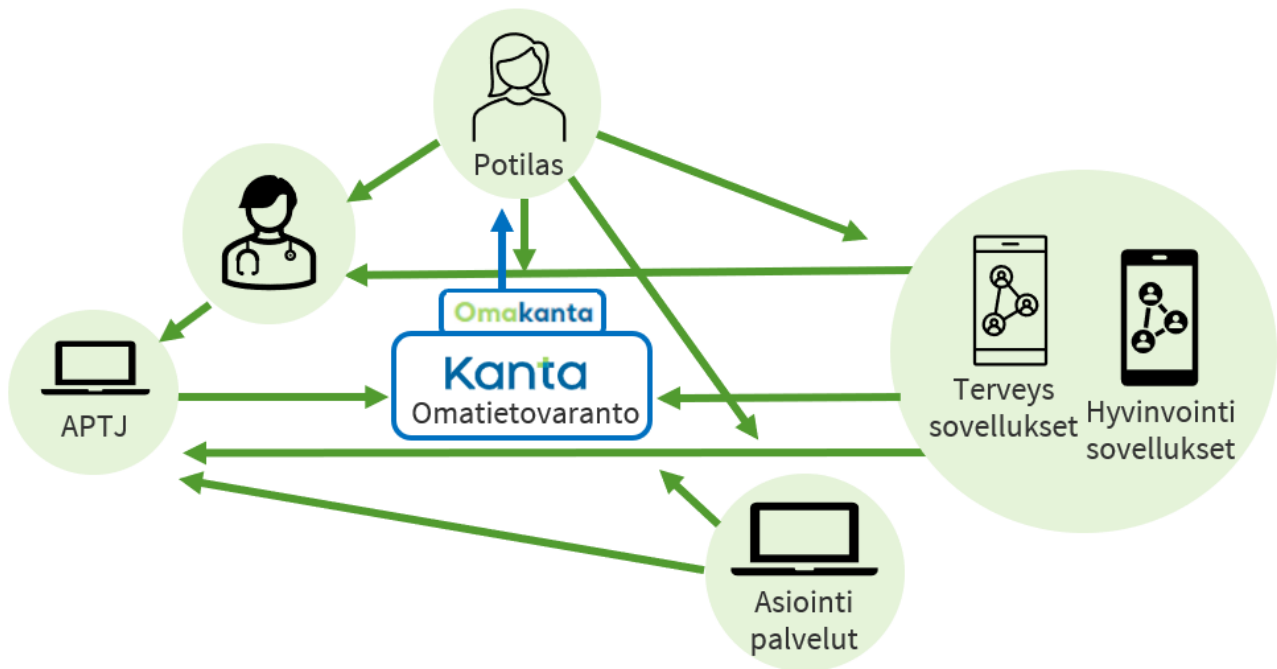 Potilas
Omakanta
Kanta
Omatietovaranto
APTJ
Terveys
sovellukset
Hyvinvointi
sovellukset
Asiointi
palvelut